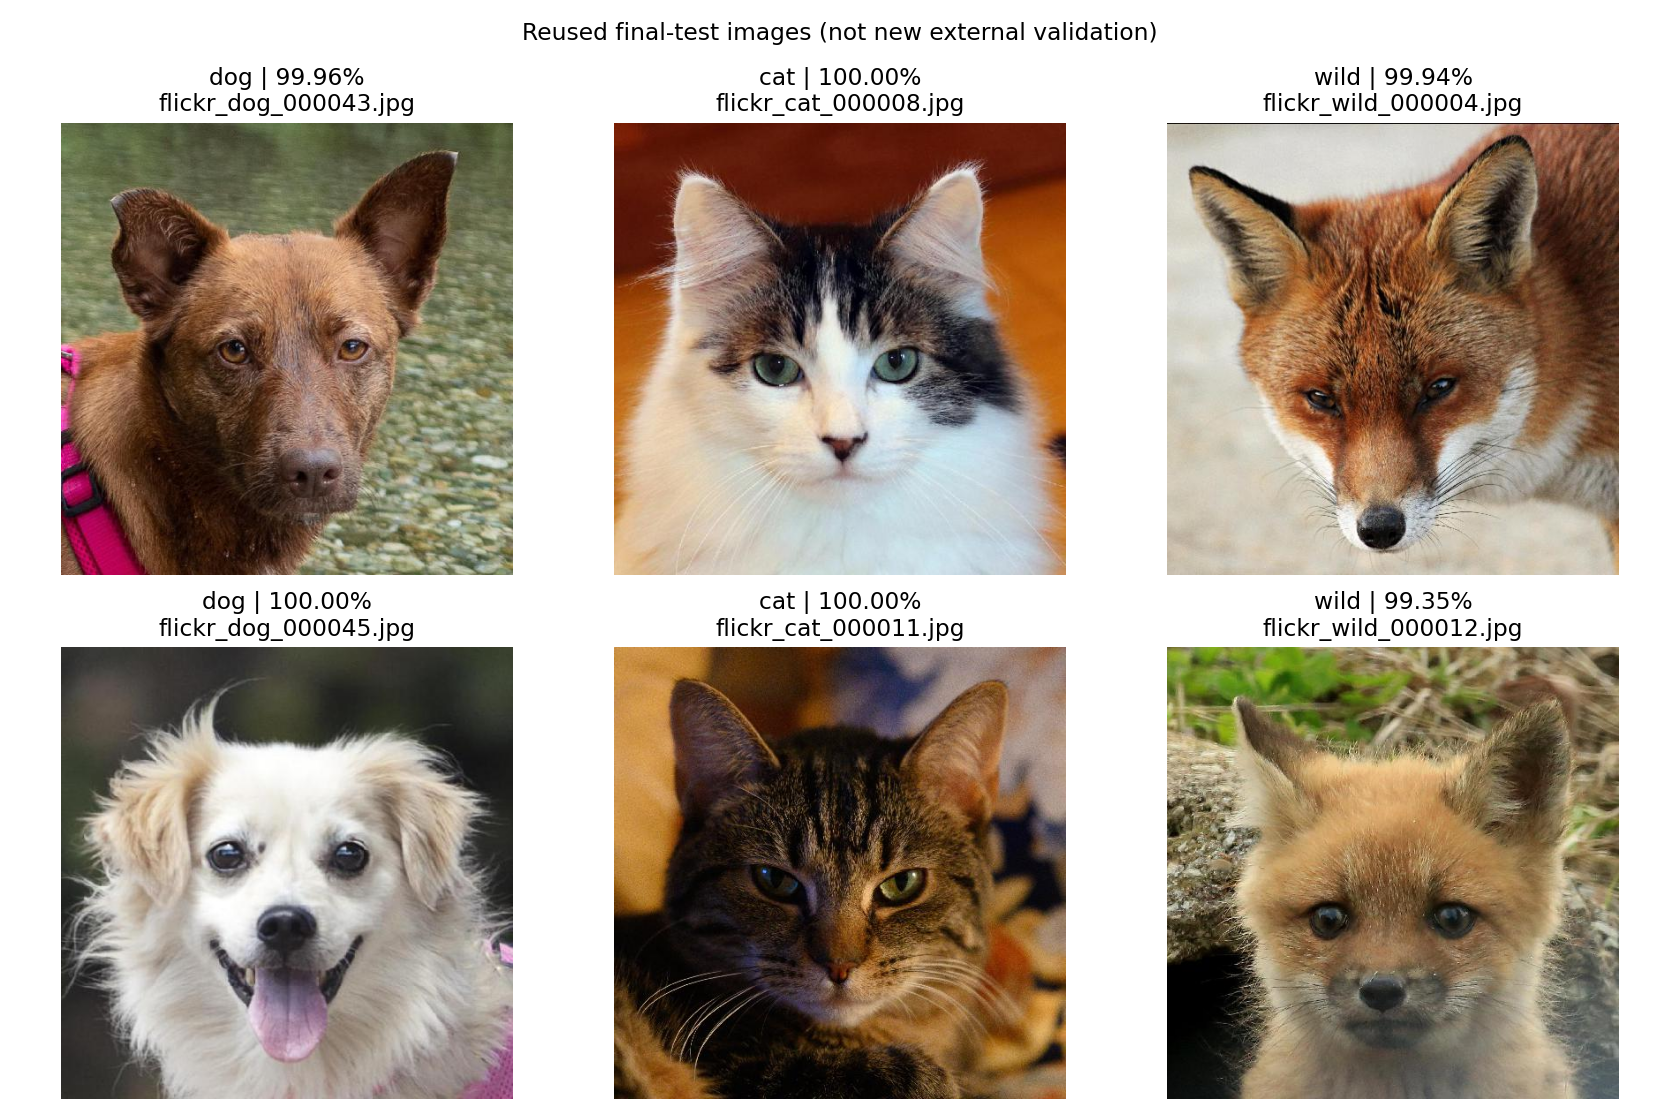 Reused final-test images (not new external validation)
dog | 99.96%
flickr_dog_000043.jpg
cat | 100.00%
flickr_cat_000008.jpg
wild | 99.94%
flickr_wild_000004.jpg
dog | 100.00%
flickr_dog_000045.jpg
cat | 100.00%
flickr_cat_000011.jpg
wild | 99.35%
flickr_wild_000012.jpg